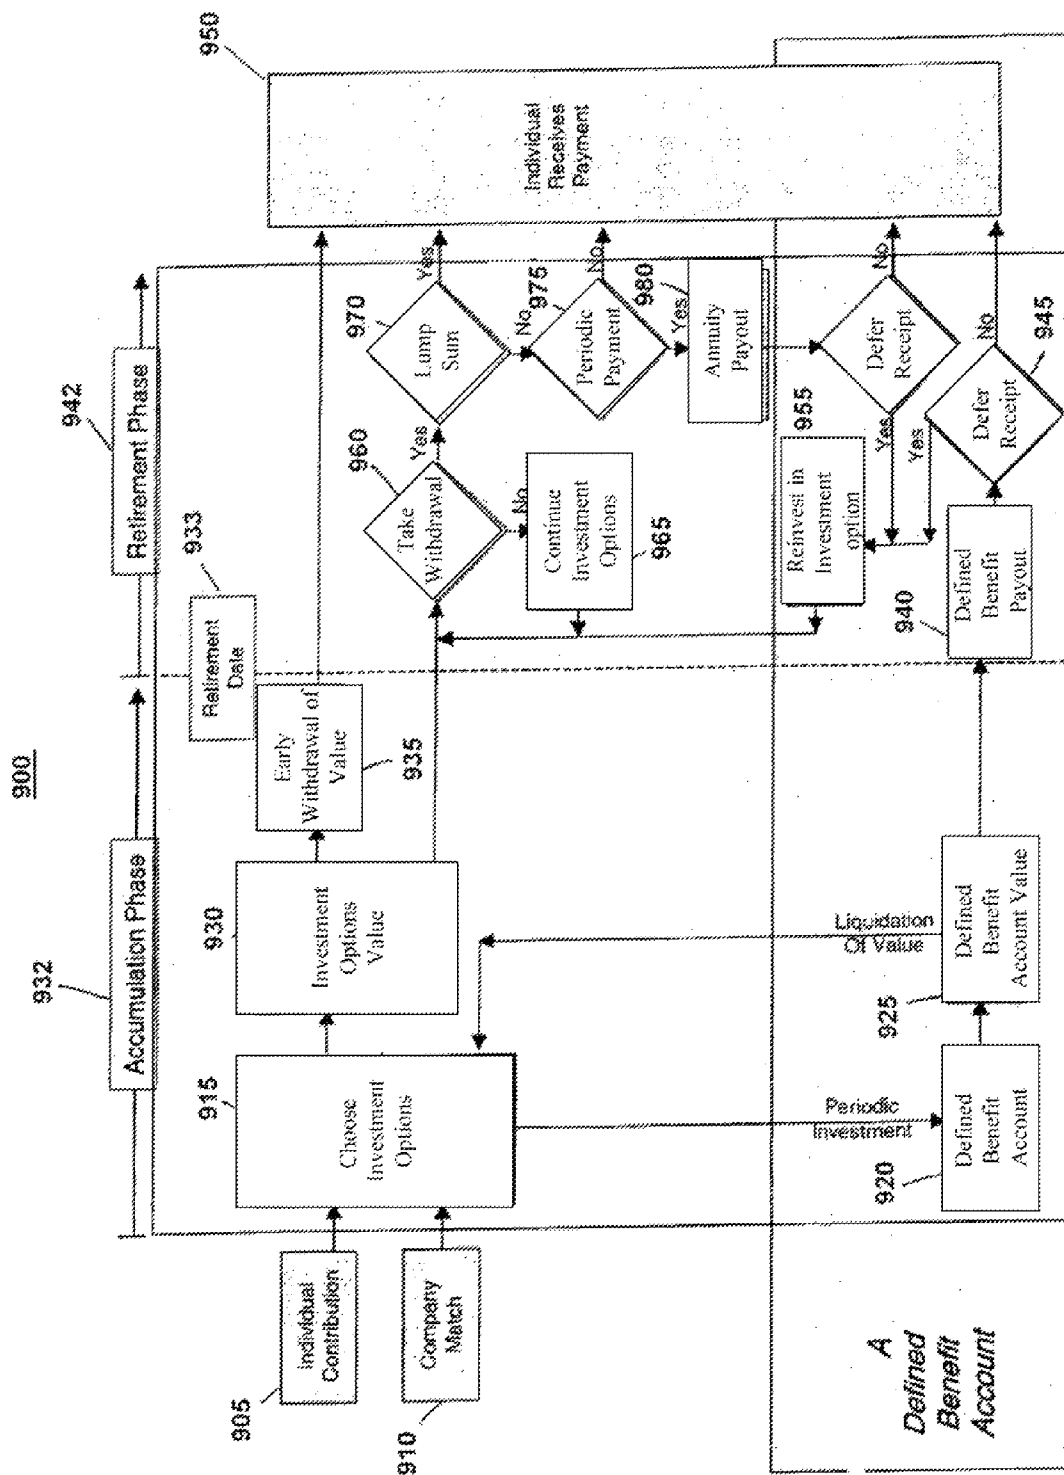 900
932
942
Accumulation Phase
Retirement Phase
933
Retirement
Date
950
905
Individual
Contribution
910
Company
Match
915
Choose
Investment
Options
930
Investment
Options
Value
Early
Withdrawal of
Value
935
960
Take
Withdrawal
Yes
No
Continue
Investment
Options
965
970
Lump
Sum
Yes
No
975
Periodic
Payment
No
Yes
980
Annuity
Payout
Individual
Receives
Payment
955
Reinvest in
Investment
option
Defer
Receipt
Yes
No
Periodic
Investment
Liquidation
Of Value
920
Defined
Benefit
Account
925
Defined
Benefit
Account Value
940
Defined
Benefit
Payout
Yes
Defer
Receipt
No
945
A
Defined
Benefit
Account